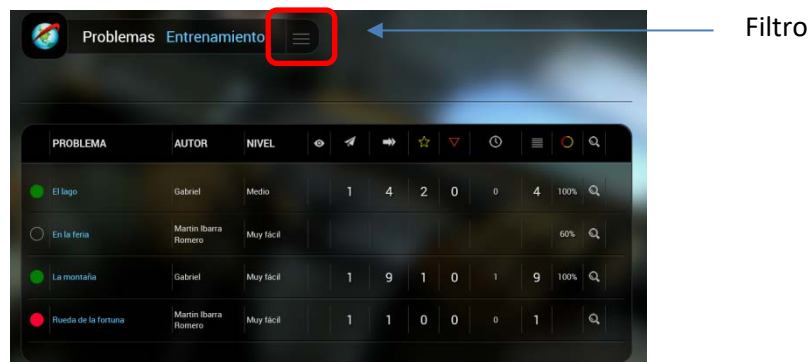 Filtro
Problemas Entrenamiento
PROBLEMA AUTOR NIVEL
El lago Gabriel Medio 1 4 2 0 0 4 100%
En la feria Martin Ibarra Romero Muy fácil 60%
La montaña Gabriel Muy fácil 1 9 1 0 1 9 100%
Rueda de la fortuna Martin Ibarra Romero Muy fácil 1 1 0 0 0 1